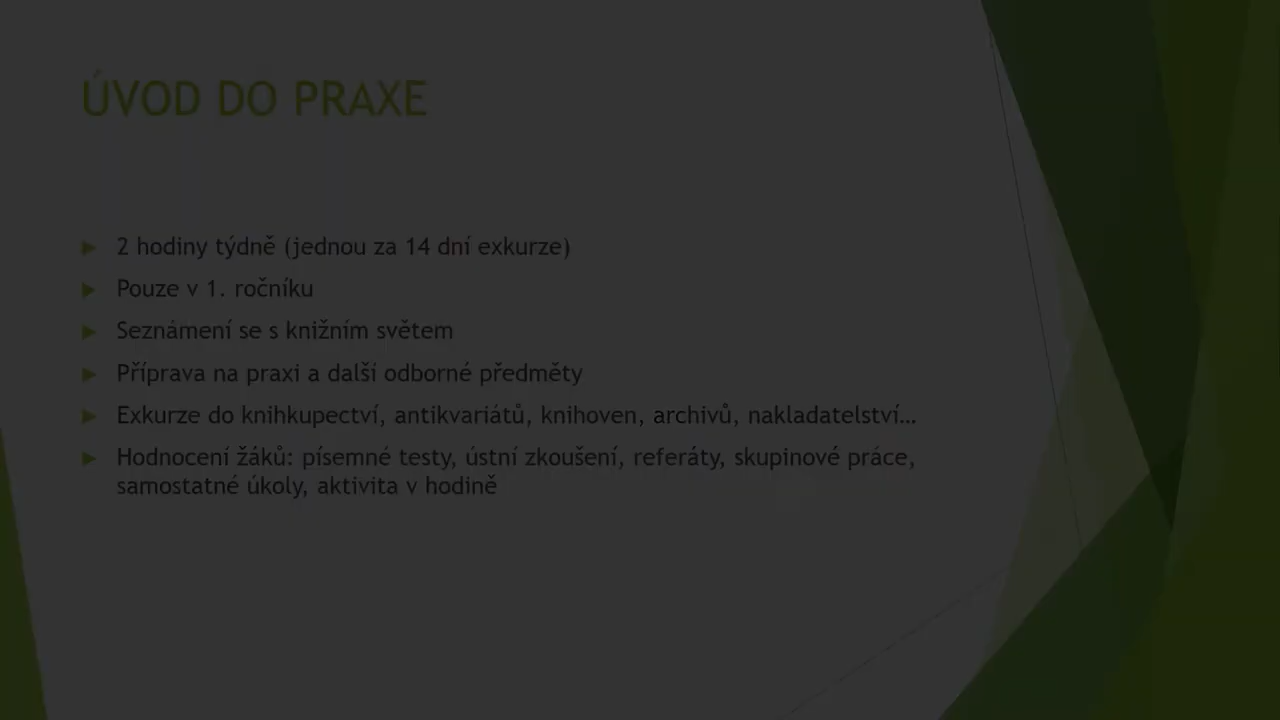 ÚVOD DO PRAXE
2 hodiny týdně (jednou za 14 dní exkurze)
Pouze v 1. ročníku
Seznámení se s knižním světem
Příprava na praxi a další odborné předměty
Exkurze do knihkupectví, antikvariátů, knihoven, archivů, nakladatelství…
Hodnocení žáků: písemné testy, ústní zkoušení, referáty, skupinové práce,
samostatné úkoly, aktivita v hodině